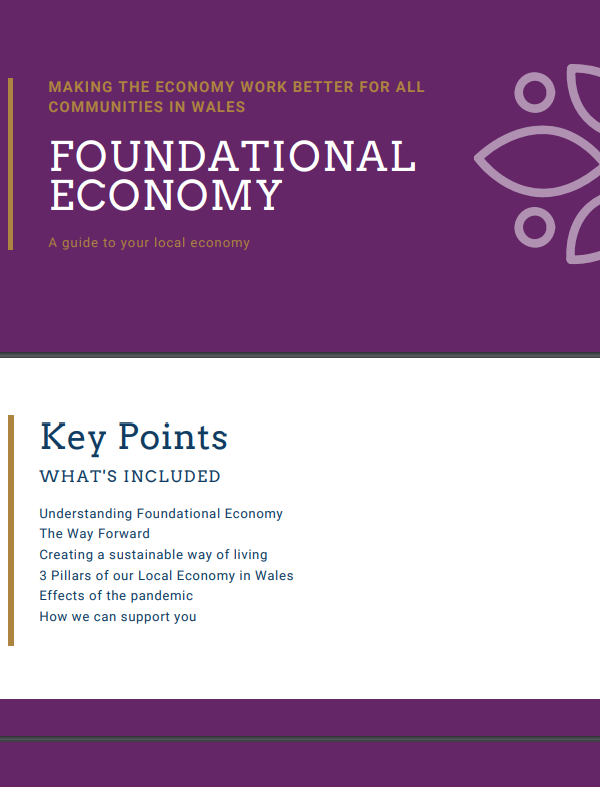 MAKING THE ECONOMY WORK BETTER FOR ALL
COMMUNITIES IN WALES
FOUNDATIONAL
ECONOMY
A guide to your local economy
Key Points
WHAT'S INCLUDED
Understanding Foundational Economy
The Way Forward
Creating a sustainable way of living
3 Pillars of our Local Economy in Wales
Effects of the pandemic
How we can support you